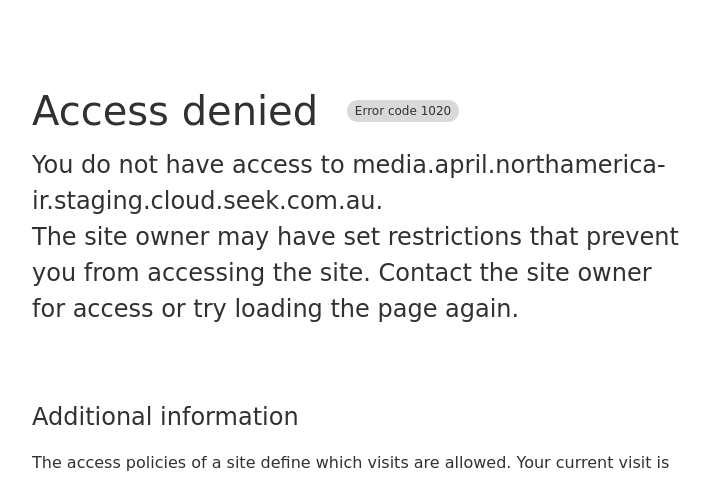 Access denied Error code 1020
You do not have access to media.april.northamerica-
ir.staging.cloud.seek.com.au.
The site owner may have set restrictions that prevent
you from accessing the site. Contact the site owner
for access or try loading the page again.
Additional information
The access policies of a site define which visits are allowed. Your current visit is